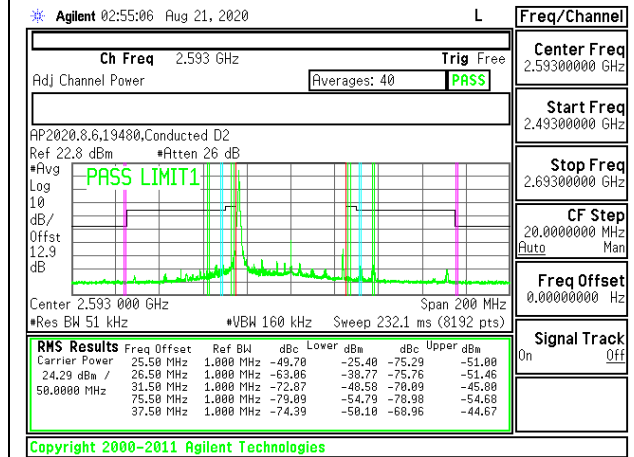 Agilent 02:55:06 Aug 21, 2020 L Freq/Channel
Ch Freq 2.593 GHz Trig Free
Adj Channel Power Averages: 40 PASS
AP2020.8.6,19480,Conducted D2
Ref 22.8 dBm #Atten 26 dB
#Avg
Log
10
dB/
Offst
12.9
dB
PASS LIMIT1
Center 2.593 000 GHz Span 200 MHz
#Res BW 51 kHz #VBW 160 kHz Sweep 232.1 ms (8192 pts)
RMS Results Freq Offset Ref BW dBc Lower dBm dBc Upper dBm
Carrier Power 25.50 MHz 1.000 MHz -49.70 -25.40 -75.29 -51.00
24.29 dBm / 26.50 MHz 1.000 MHz -63.06 -38.77 -75.76 -51.46
50.0000 MHz 31.50 MHz 1.000 MHz -72.87 -48.58 -70.09 -45.80
75.50 MHz 1.000 MHz -79.09 -54.79 -78.98 -54.68
37.50 MHz 1.000 MHz -74.39 -50.10 -68.96 -44.67
Copyright 2000-2011 Agilent Technologies
Center Freq
2.59300000 GHz
Start Freq
2.49300000 GHz
Stop Freq
2.69300000 GHz
CF Step
20.0000000 MHz
Auto Man
Freq Offset
0.00000000 Hz
Signal Track
On Off